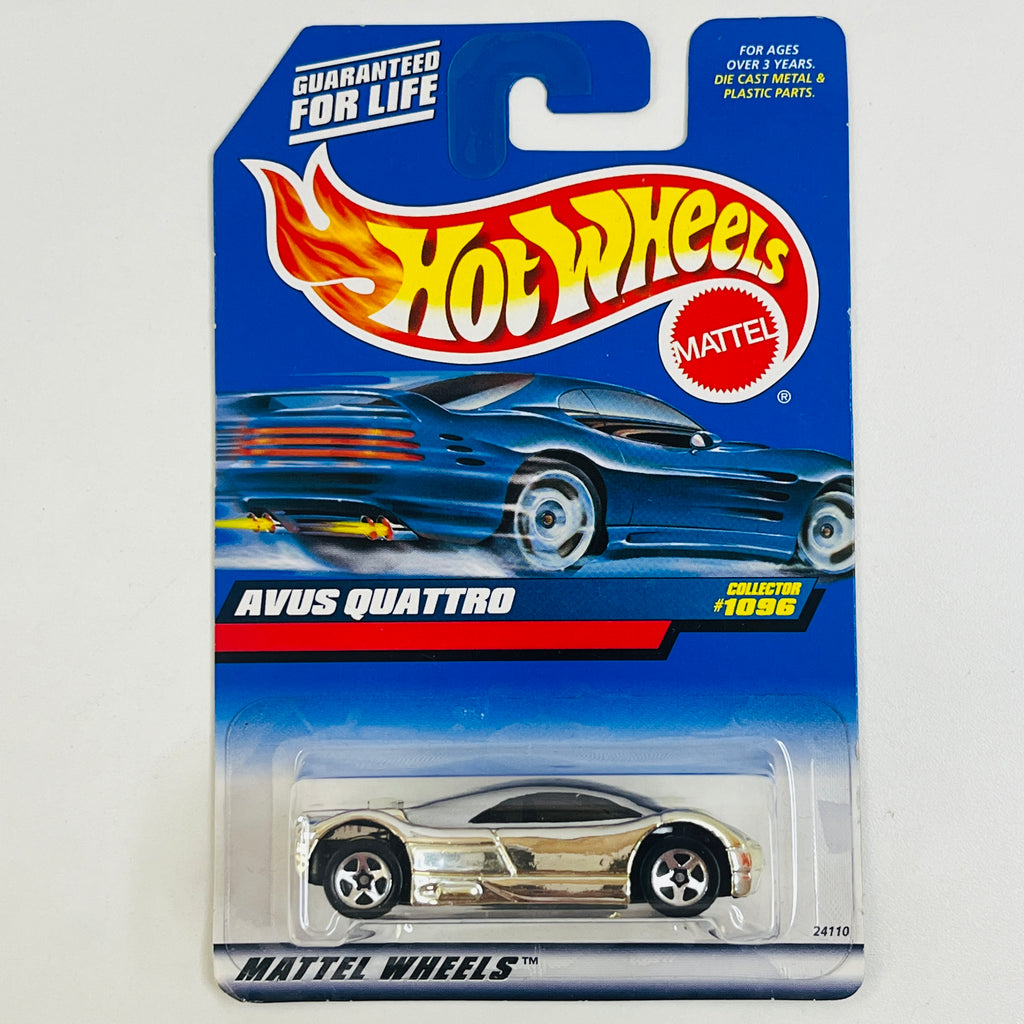 GUARANTEED
FOR LIFE
FOR AGES
OVER 3 YEARS.
DIE CAST METAL &
PLASTIC PARTS.
HOT WHEELS
MATTEL
®
AVUS QUATTRO
COLLECTOR
#1096
24110
MATTEL WHEELS™